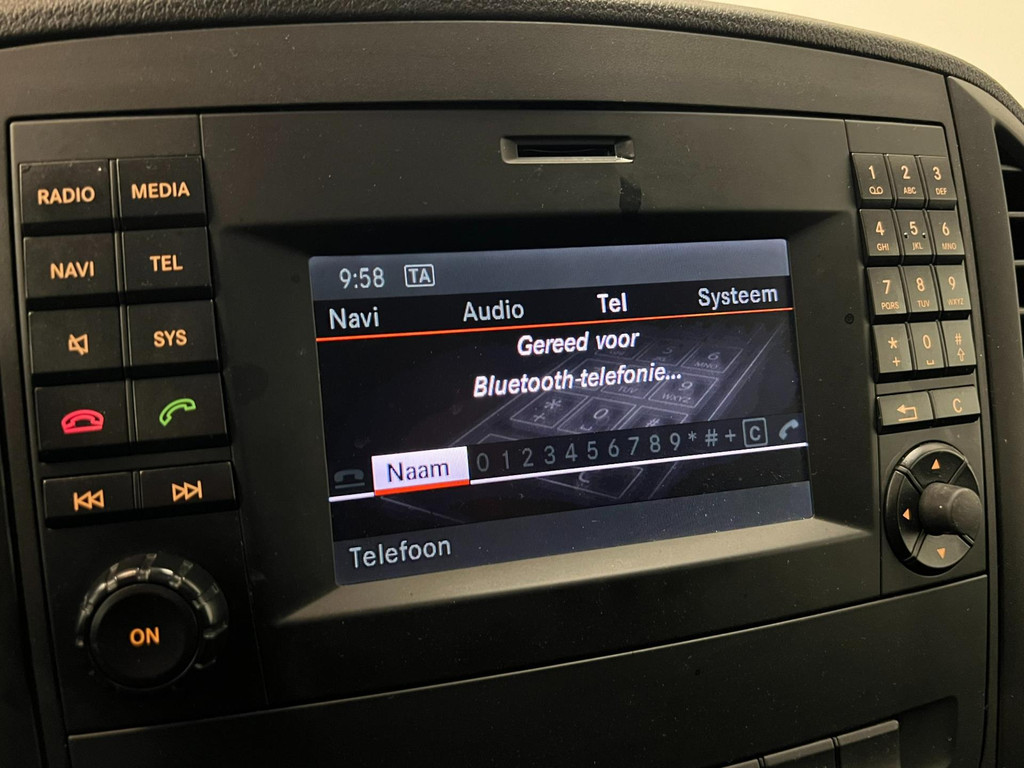 RADIO MEDIA
NAVI TEL
SYS
ON
9:58 TA
Navi Audio Tel Systeem
Gereed voor
Bluetooth-telefonie...
Naam 0 1 2 3 4 5 6 7 8 9 * # + C
Telefoon
1 2 3
ABC DEF
4 5 6
GHI JKL MNO
7 8 9
PQRS TUV WXYZ
* 0 #
+
C